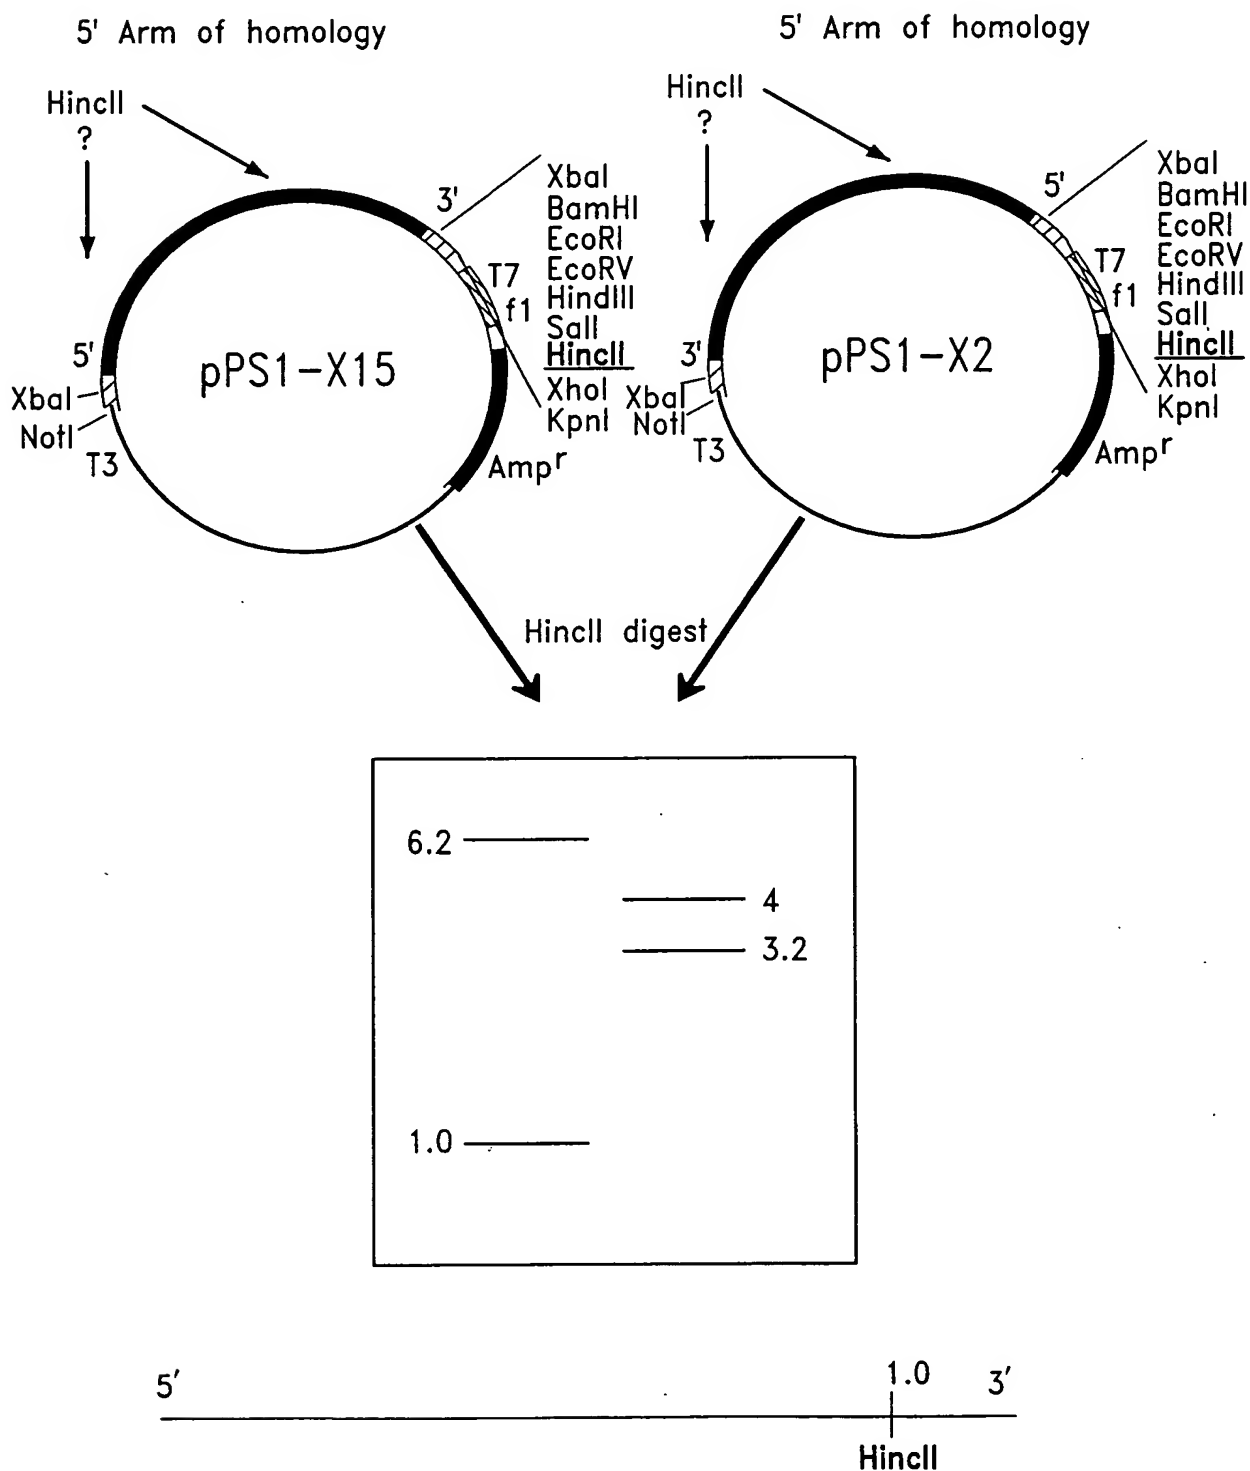 5' Arm of homology
HincII
?
3'
XbaI
BamHI
EcoRI
EcoRV
HindIII
SalI
HincII
XhoI
KpnI
T7
f1
5'
pPS1-X15
XbaI
NotI
T3
Ampr
5' Arm of homology
HincII
?
5'
XbaI
BamHI
EcoRI
EcoRV
HindIII
SalI
HincII
XhoI
KpnI
T7
f1
3'
pPS1-X2
XbaI
NotI
T3
Ampr
HincII digest
6.2
4
3.2
1.0
5'
1.0
3'
HincII